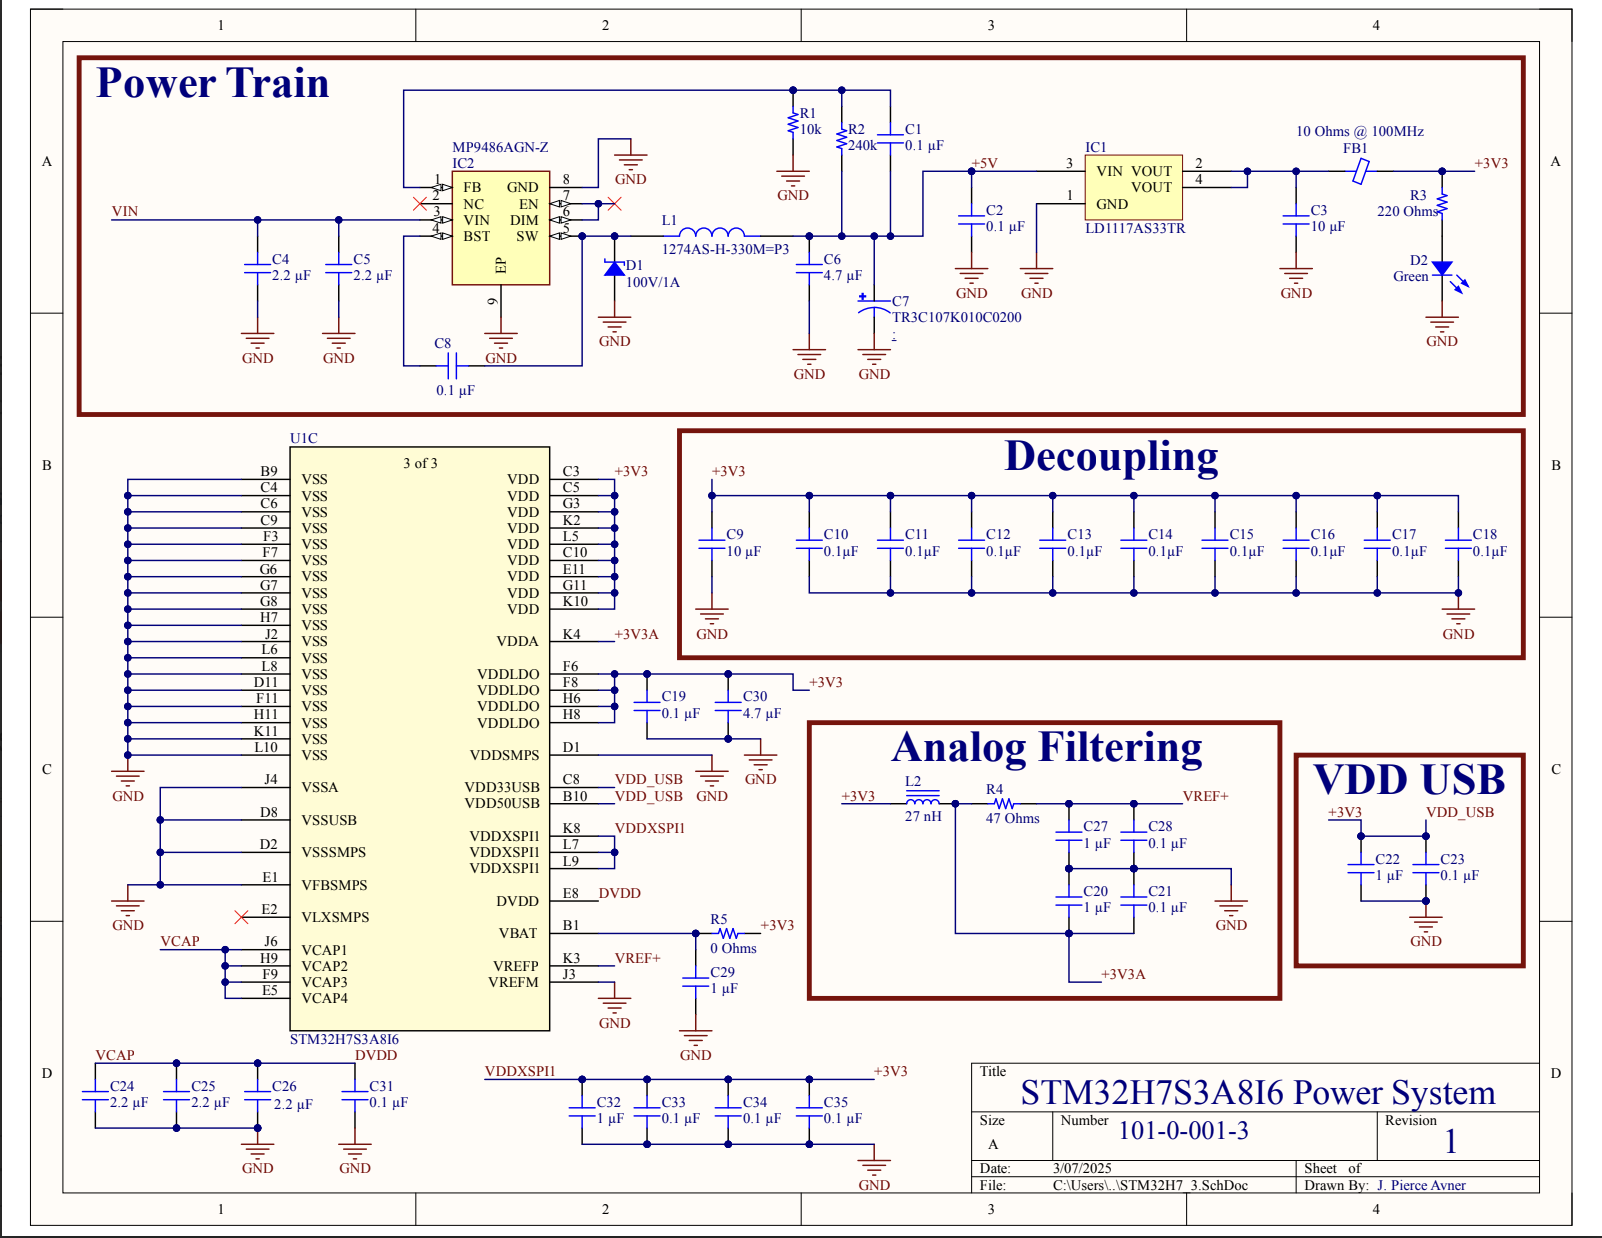 1 2 3 4
A
B
C
D
A
B
C
D
Power Train
MP9486AGN-Z
IC2
1 FB GND 8
2 NC EN 7
3 VIN DIM 6
4 BST SW 5
EP
9
VIN
C4
2.2 µF
GND
C5
2.2 µF
GND
GND
C8
0.1 µF
GND
D1
100V/1A
GND
L1
1274AS-H-330M=P3
R1
10k
GND
R2
240k
C1
0.1 µF
C6
4.7 µF
GND
C7
TR3C107K010C0200
GND
+5V
C2
0.1 µF
GND
GND
IC1
3 VIN VOUT 2
VOUT 4
1 GND
LD1117AS33TR
C3
10 µF
GND
10 Ohms @ 100MHz
FB1
+3V3
R3
220 Ohms
D2
Green
GND
U1C
3 of 3
B9 VSS
C4 VSS
C6 VSS
C9 VSS
F3 VSS
F7 VSS
G6 VSS
G7 VSS
G8 VSS
H7 VSS
J2 VSS
L6 VSS
L8 VSS
D11 VSS
F11 VSS
H11 VSS
K11 VSS
L10 VSS
GND
J4 VSSA
D8 VSSUSB
D2 VSSSMPS
E1 VFBSMPS
GND
E2 VLXSMPS
VCAP
J6 VCAP1
H9 VCAP2
F9 VCAP3
E5 VCAP4
VDD C3 +3V3
VDD C5
VDD G3
VDD K2
VDD L5
VDD C10
VDD E11
VDD G11
VDD K10
VDDA K4 +3V3A
VDDLDO F6
VDDLDO F8
VDDLDO H6
VDDLDO H8
C19
0.1 µF
C30
4.7 µF
+3V3
GND
VDDSMPS D1
GND
VDD33USB C8 VDD_USB
VDD50USB B10 VDD_USB
VDDXSPI1 K8 VDDXSPI1
VDDXSPI1 L7
VDDXSPI1 L9
DVDD E8 DVDD
VBAT B1
R5
0 Ohms
+3V3
C29
1 µF
GND
VREFP K3 VREF+
VREFM J3
GND
STM32H7S3A8I6
Decoupling
+3V3
C9
10 µF
GND
C10
0.1µF
C11
0.1µF
C12
0.1µF
C13
0.1µF
C14
0.1µF
C15
0.1µF
C16
0.1µF
C17
0.1µF
C18
0.1µF
GND
Analog Filtering
+3V3
L2
27 nH
R4
47 Ohms
VREF+
C27
1 µF
C28
0.1 µF
C20
1 µF
C21
0.1 µF
GND
+3V3A
VDD USB
+3V3
VDD_USB
C22
1 µF
C23
0.1 µF
GND
VCAP
C24
2.2 µF
C25
2.2 µF
C26
2.2 µF
GND
DVDD
C31
0.1 µF
GND
VDDXSPI1
C32
1 µF
C33
0.1 µF
C34
0.1 µF
C35
0.1 µF
+3V3
GND
Title
STM32H7S3A8I6 Power System
Size
A
Number
101-0-001-3
Revision
1
Date: 3/07/2025
Sheet of
File: C:\Users\..\STM32H7_3.SchDoc
Drawn By: J. Pierce Avner
1 2 3 4